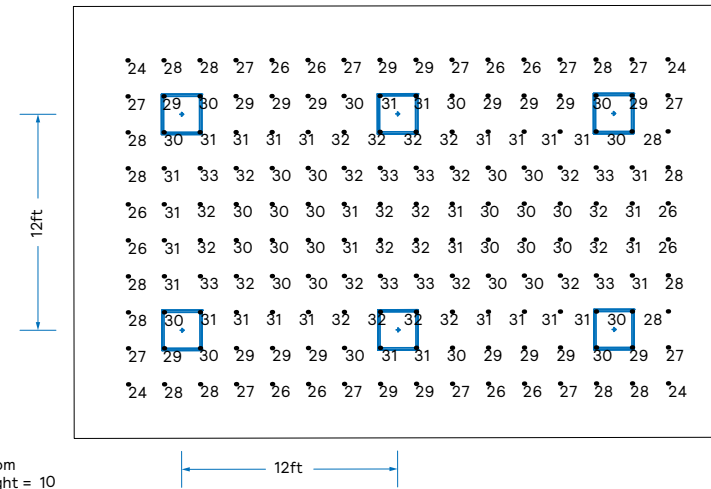 24 28 28 27 26 26 27 29 29 27 26 26 27 28 27 24
27 29 30 29 29 29 30 31 31 30 29 29 29 30 29 27
28 30 31 31 31 31 32 32 32 32 31 31 31 31 30 28
28 31 33 32 30 30 32 33 33 32 30 30 32 33 31 28
26 31 32 30 30 30 31 32 32 31 30 30 30 32 31 26
12ft
26 31 32 30 30 30 31 32 32 31 30 30 30 32 31 26
28 31 33 32 30 30 32 33 33 32 30 30 32 33 31 28
28 30 31 31 31 31 32 32 32 32 31 31 31 31 30 28
27 29 30 29 29 29 30 31 31 30 29 29 29 30 29 27
24 28 28 27 26 26 27 29 29 27 26 26 27 28 28 24
12ft
om
ght = 10